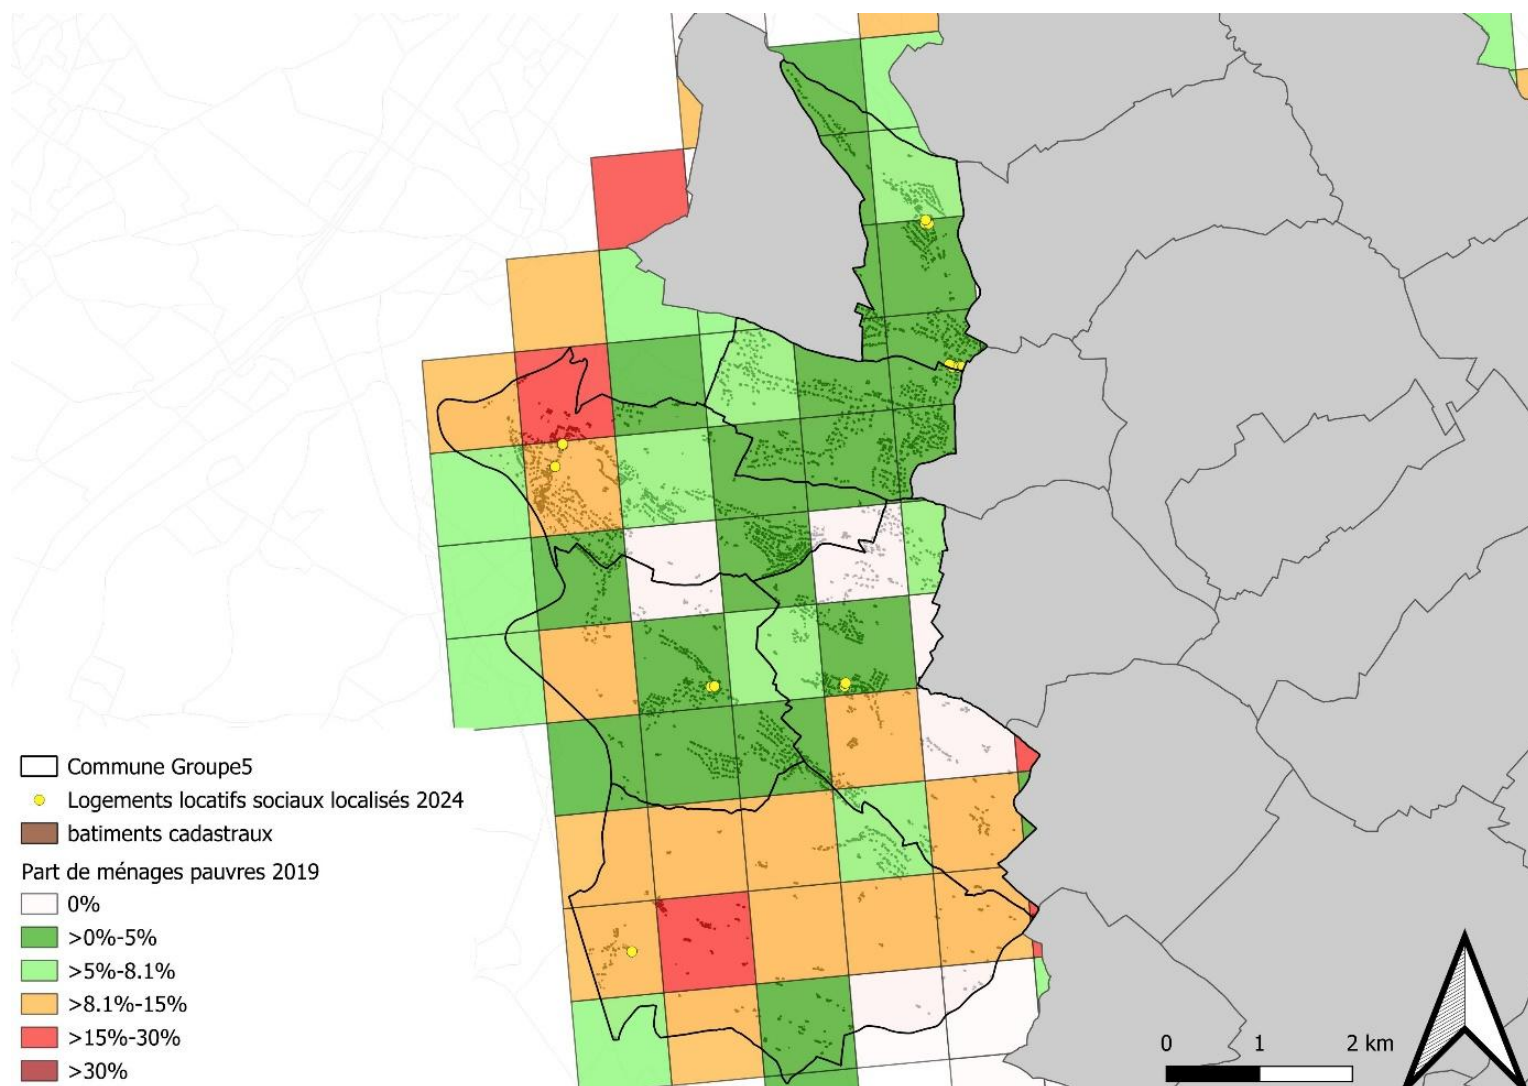 Commune Groupe5
Logements locatifs sociaux localisés 2024
batiments cadastraux
Part de ménages pauvres 2019
0%
>0%-5%
>5%-8.1%
>8.1%-15%
>15%-30%
>30%
0 1 2 km